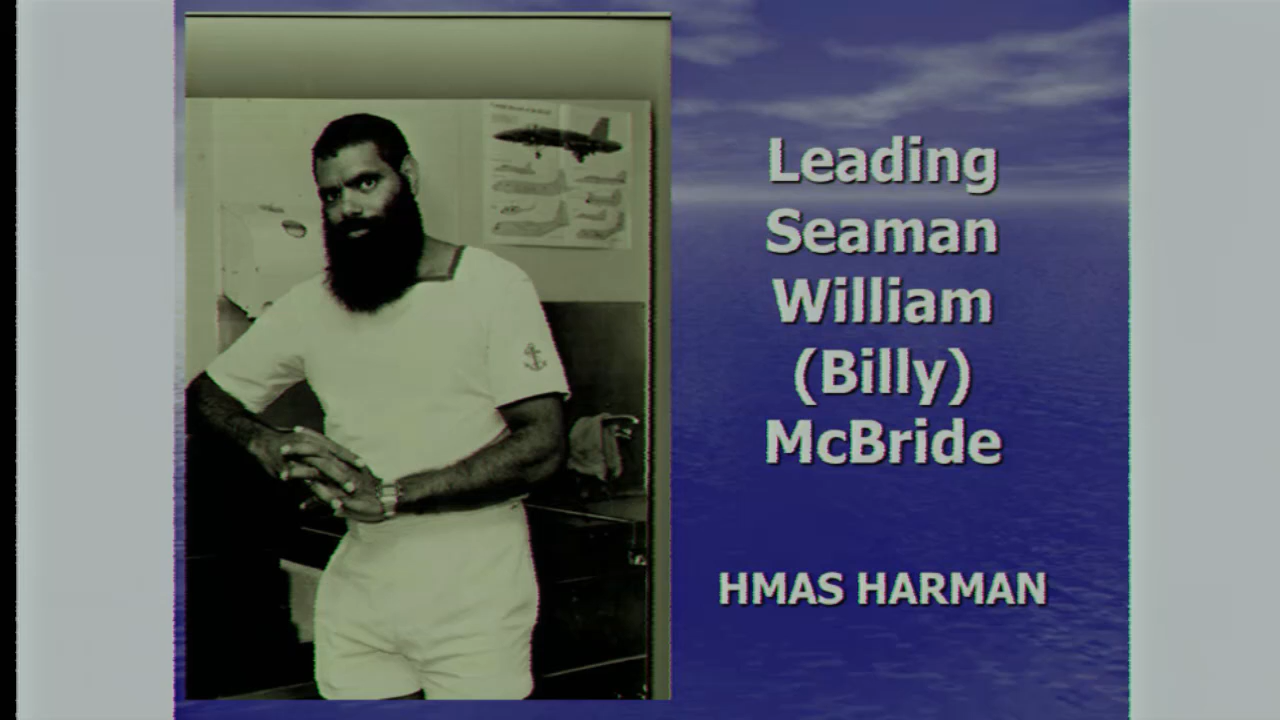 Leading
Seaman
William
(Billy)
McBride
HMAS HARMAN